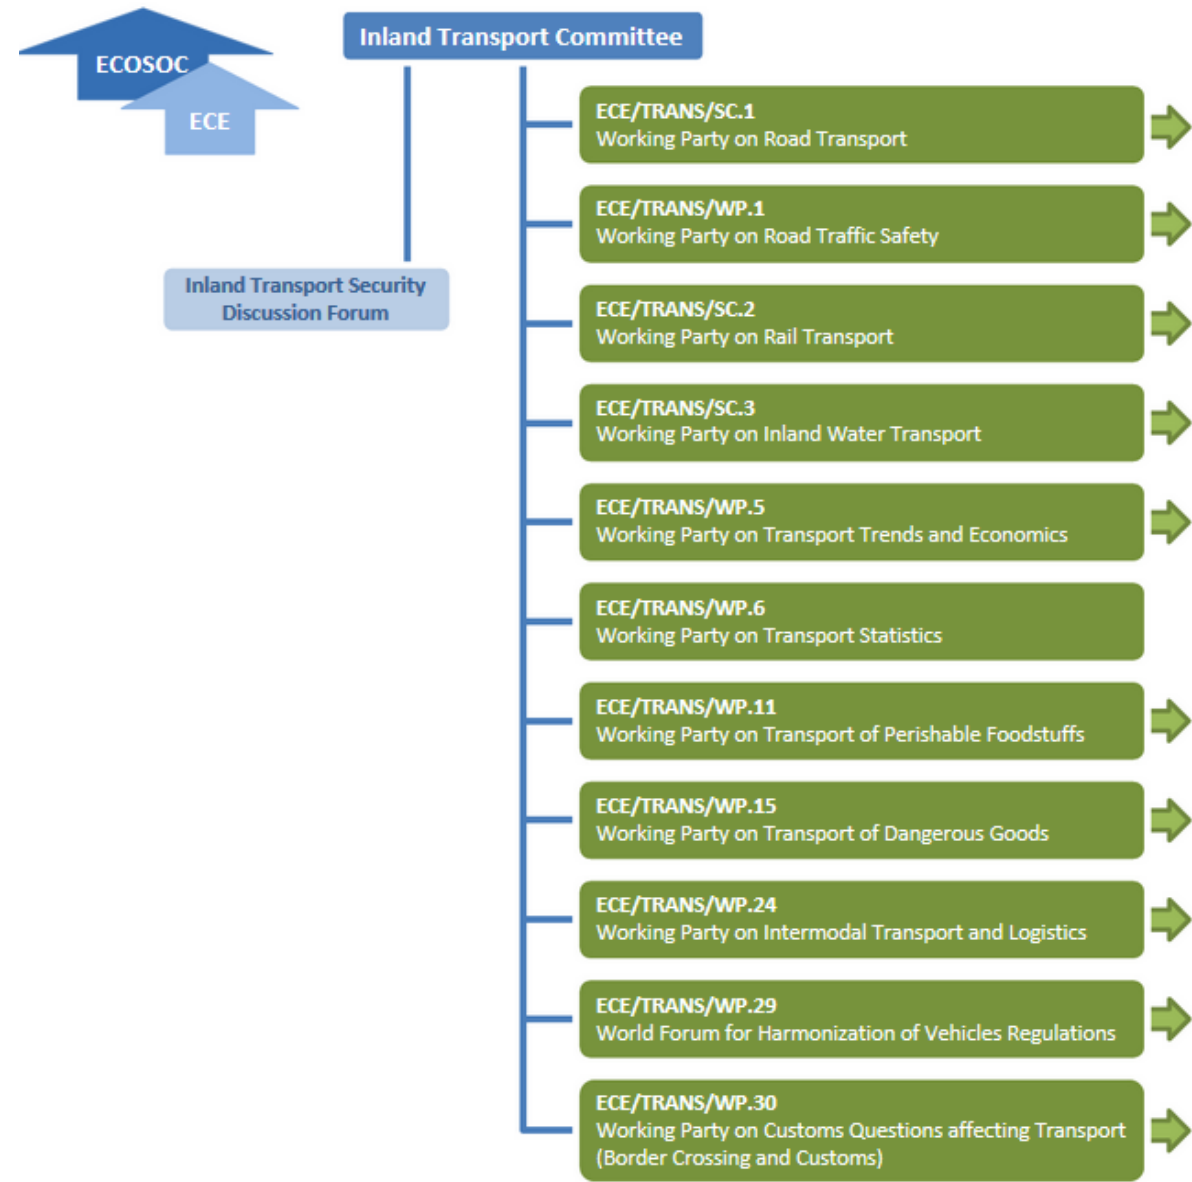 ECOSOC
ECE
Inland Transport Committee
Inland Transport Security
Discussion Forum
ECE/TRANS/SC.1
Working Party on Road Transport
ECE/TRANS/WP.1
Working Party on Road Traffic Safety
ECE/TRANS/SC.2
Working Party on Rail Transport
ECE/TRANS/SC.3
Working Party on Inland Water Transport
ECE/TRANS/WP.5
Working Party on Transport Trends and Economics
ECE/TRANS/WP.6
Working Party on Transport Statistics
ECE/TRANS/WP.11
Working Party on Transport of Perishable Foodstuffs
ECE/TRANS/WP.15
Working Party on Transport of Dangerous Goods
ECE/TRANS/WP.24
Working Party on Intermodal Transport and Logistics
ECE/TRANS/WP.29
World Forum for Harmonization of Vehicles Regulations
ECE/TRANS/WP.30
Working Party on Customs Questions affecting Transport
(Border Crossing and Customs)